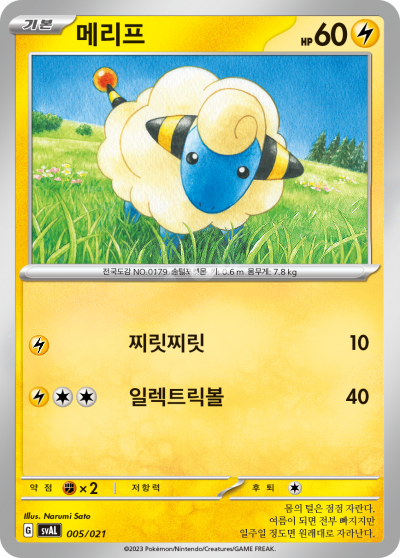 기본 메리프 HP 60
전국도감 NO.0179 솜털포켓몬 키: 0.6 m 몸무게: 7.8 kg
찌릿찌릿 10
일렉트릭볼 40
약점 ×2 저항력 후퇴
Illus. Narumi Sato
G svAL 005/021
몸의 털은 점점 자란다.
여름이 되면 전부 빠지지만
일주일 정도면 원래대로 자라난다.
©2023 Pokémon/Nintendo/Creatures/GAME FREAK.